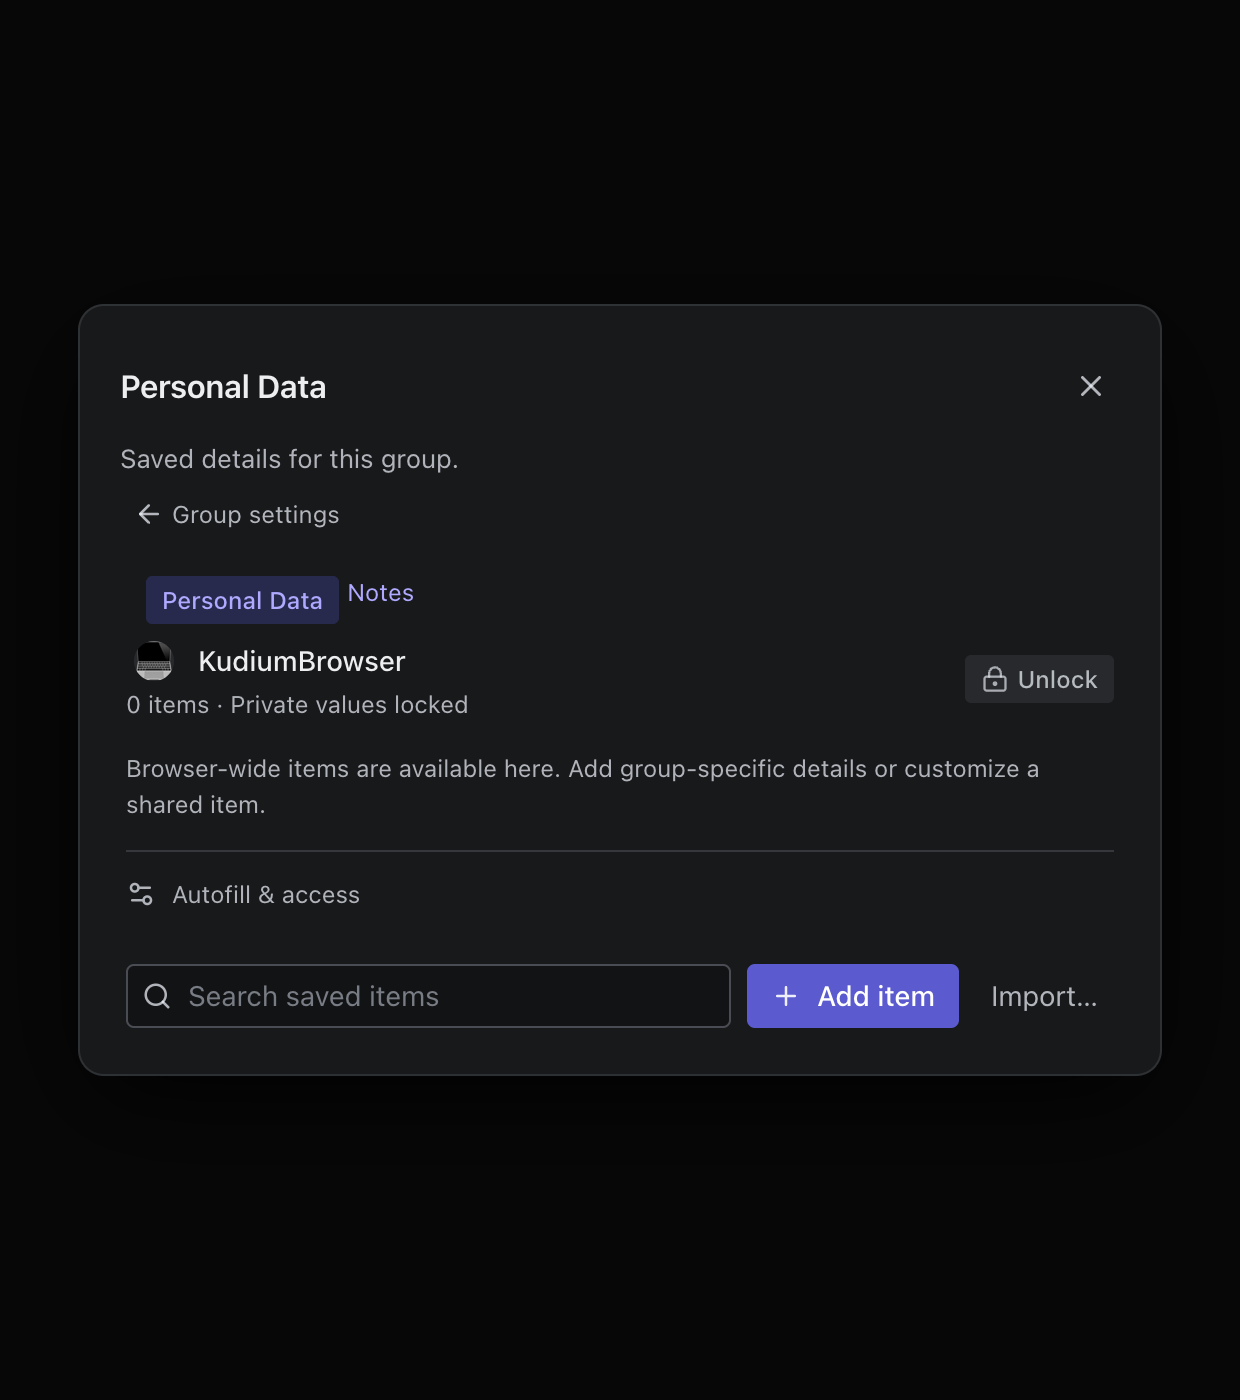 Personal Data
Saved details for this group.
Group settings
Personal Data Notes
KudiumBrowser
0 items · Private values locked
Unlock
Browser-wide items are available here. Add group-specific details or customize a
shared item.
Autofill & access
Search saved items
Add item
Import...